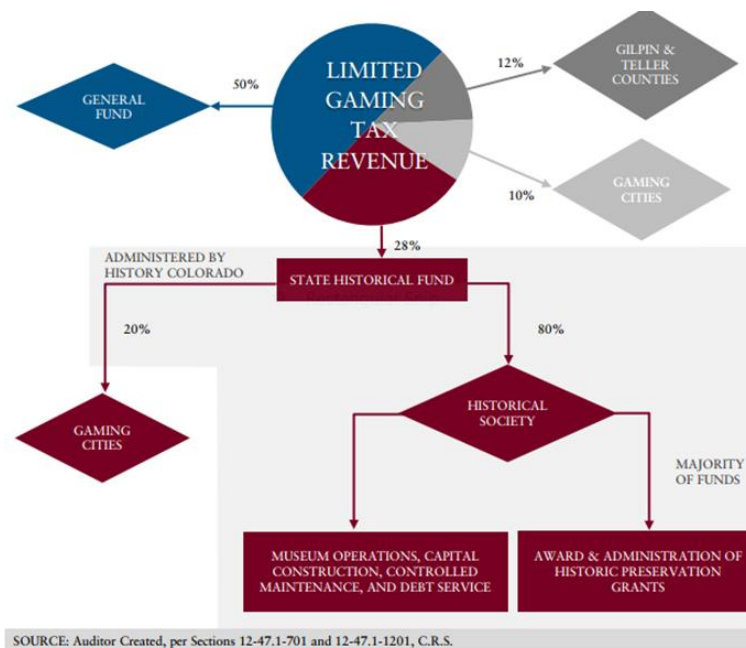 LIMITED
GAMING
TAX
REVENUE
50%
GENERAL
FUND
12%
GILPIN &
TELLER
COUNTIES
10%
GAMING
CITIES
28%
ADMINISTERED BY
HISTORY COLORADO
STATE HISTORICAL FUND
20%
80%
GAMING
CITIES
HISTORICAL
SOCIETY
MAJORITY
OF FUNDS
MUSEUM OPERATIONS, CAPITAL
CONSTRUCTION, CONTROLLED
MAINTENANCE, AND DEBT SERVICE
AWARD & ADMINISTRATION OF
HISTORIC PRESERVATION
GRANTS
SOURCE: Auditor Created, per Sections 12-47.1-701 and 12-47.1-1201, C.R.S.